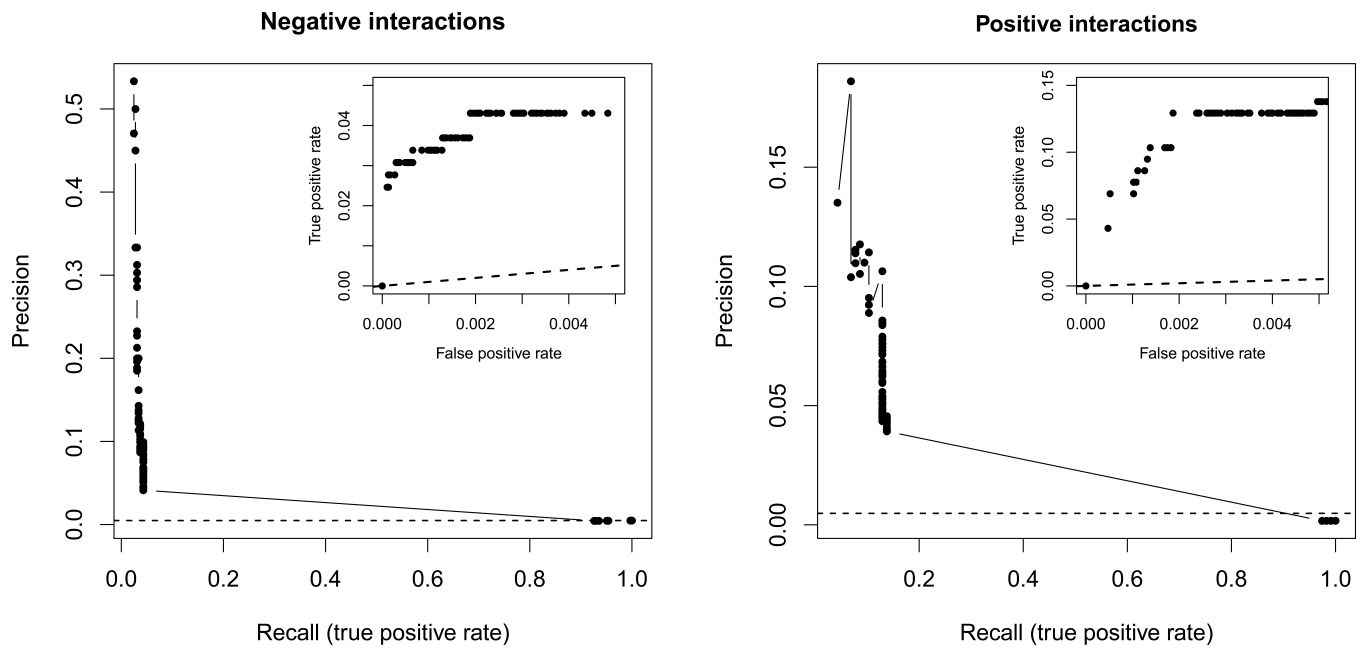 Negative interactions
Precision
0.0 0.1 0.2 0.3 0.4 0.5
0.0 0.2 0.4 0.6 0.8 1.0
Recall (true positive rate)
True positive rate
0.00 0.02 0.04
0.000 0.002 0.004
False positive rate
Positive interactions
Precision
0.00 0.05 0.10 0.15
0.2 0.4 0.6 0.8 1.0
Recall (true positive rate)
True positive rate
0.00 0.05 0.10 0.15
0.000 0.002 0.004
False positive rate